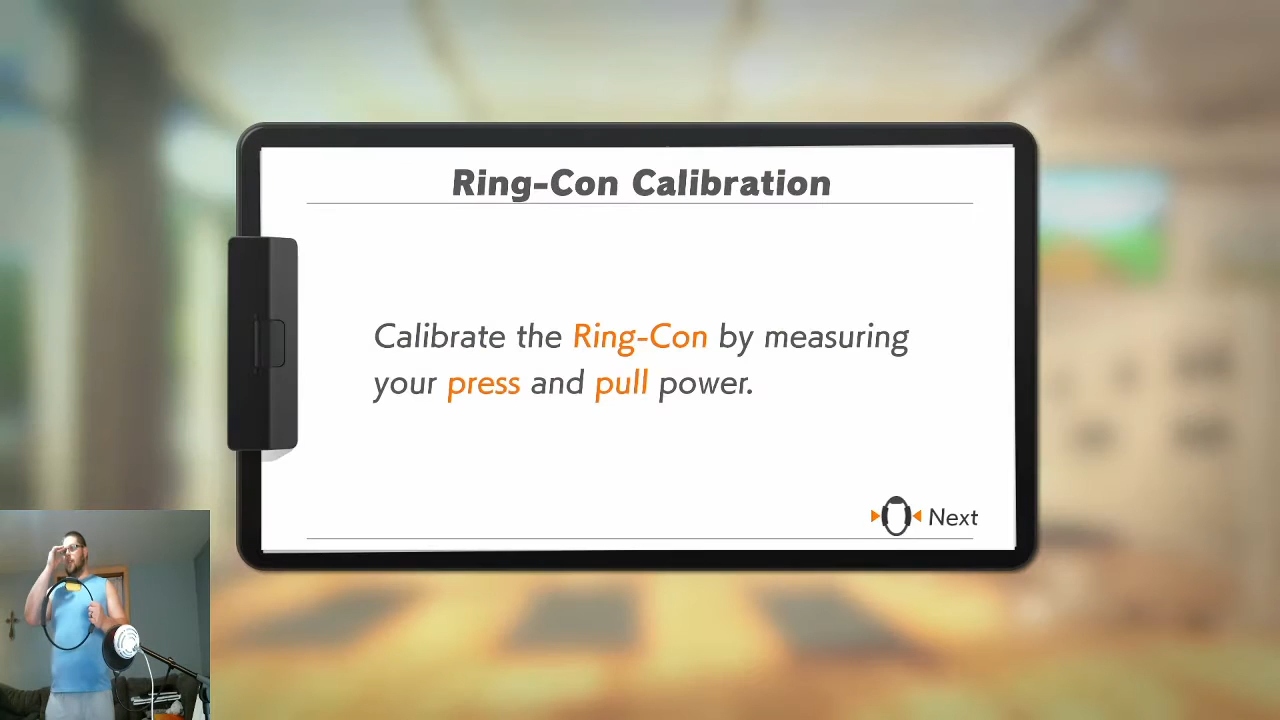 Ring-Con Calibration
Calibrate the Ring-Con by measuring
your press and pull power.
Next